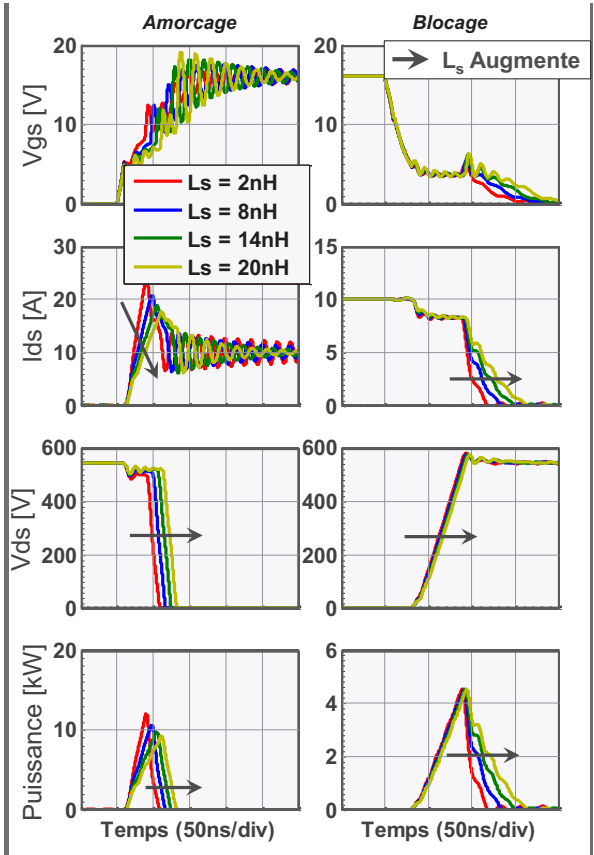 Amorcage
Blocage
Vgs [V]
20
10
0
20
10
0
Ls Augmente
Ls = 2nH
Ls = 8nH
Ls = 14nH
Ls = 20nH
Ids [A]
30
20
10
0
15
10
5
0
Vds [V]
600
400
200
0
600
400
200
0
Puissance [kW]
20
10
0
6
4
2
0
Temps (50ns/div)
Temps (50ns/div)